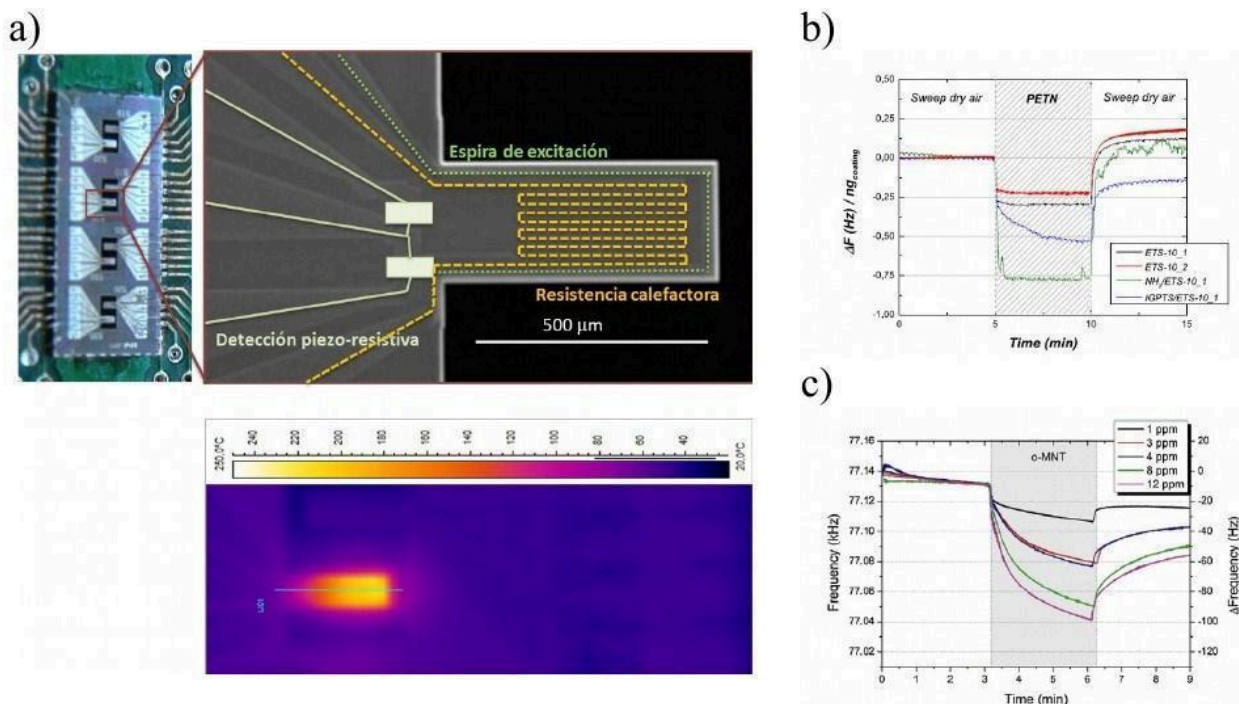 a)
Espira de excitación
Resistencia calefactora
500 µm
Detección piezo-resistiva
250,0°C
240
220
200
180
160
140
120
100
80
60
40
20,0°C
LI01
b)
0,50
0,25
0,00
-0,25
-0,50
-0,75
-1,00
ΔF (Hz) / ng coating
Sweep dry air
PETN
Sweep dry air
ETS-10_1
ETS-10_2
NH₂/ETS-10_1
IGPTS/ETS-10_1
0 5 10 15
Time (min)
c)
77.16
77.14
77.12
77.10
77.08
77.06
77.04
77.02
Frequency (kHz)
o-MNT
1 ppm
3 ppm
4 ppm
8 ppm
12 ppm
20
0
-20
-40
-60
-80
-100
-120
ΔFrequency (Hz)
0 1 2 3 4 5 6 7 8 9
Time (min)